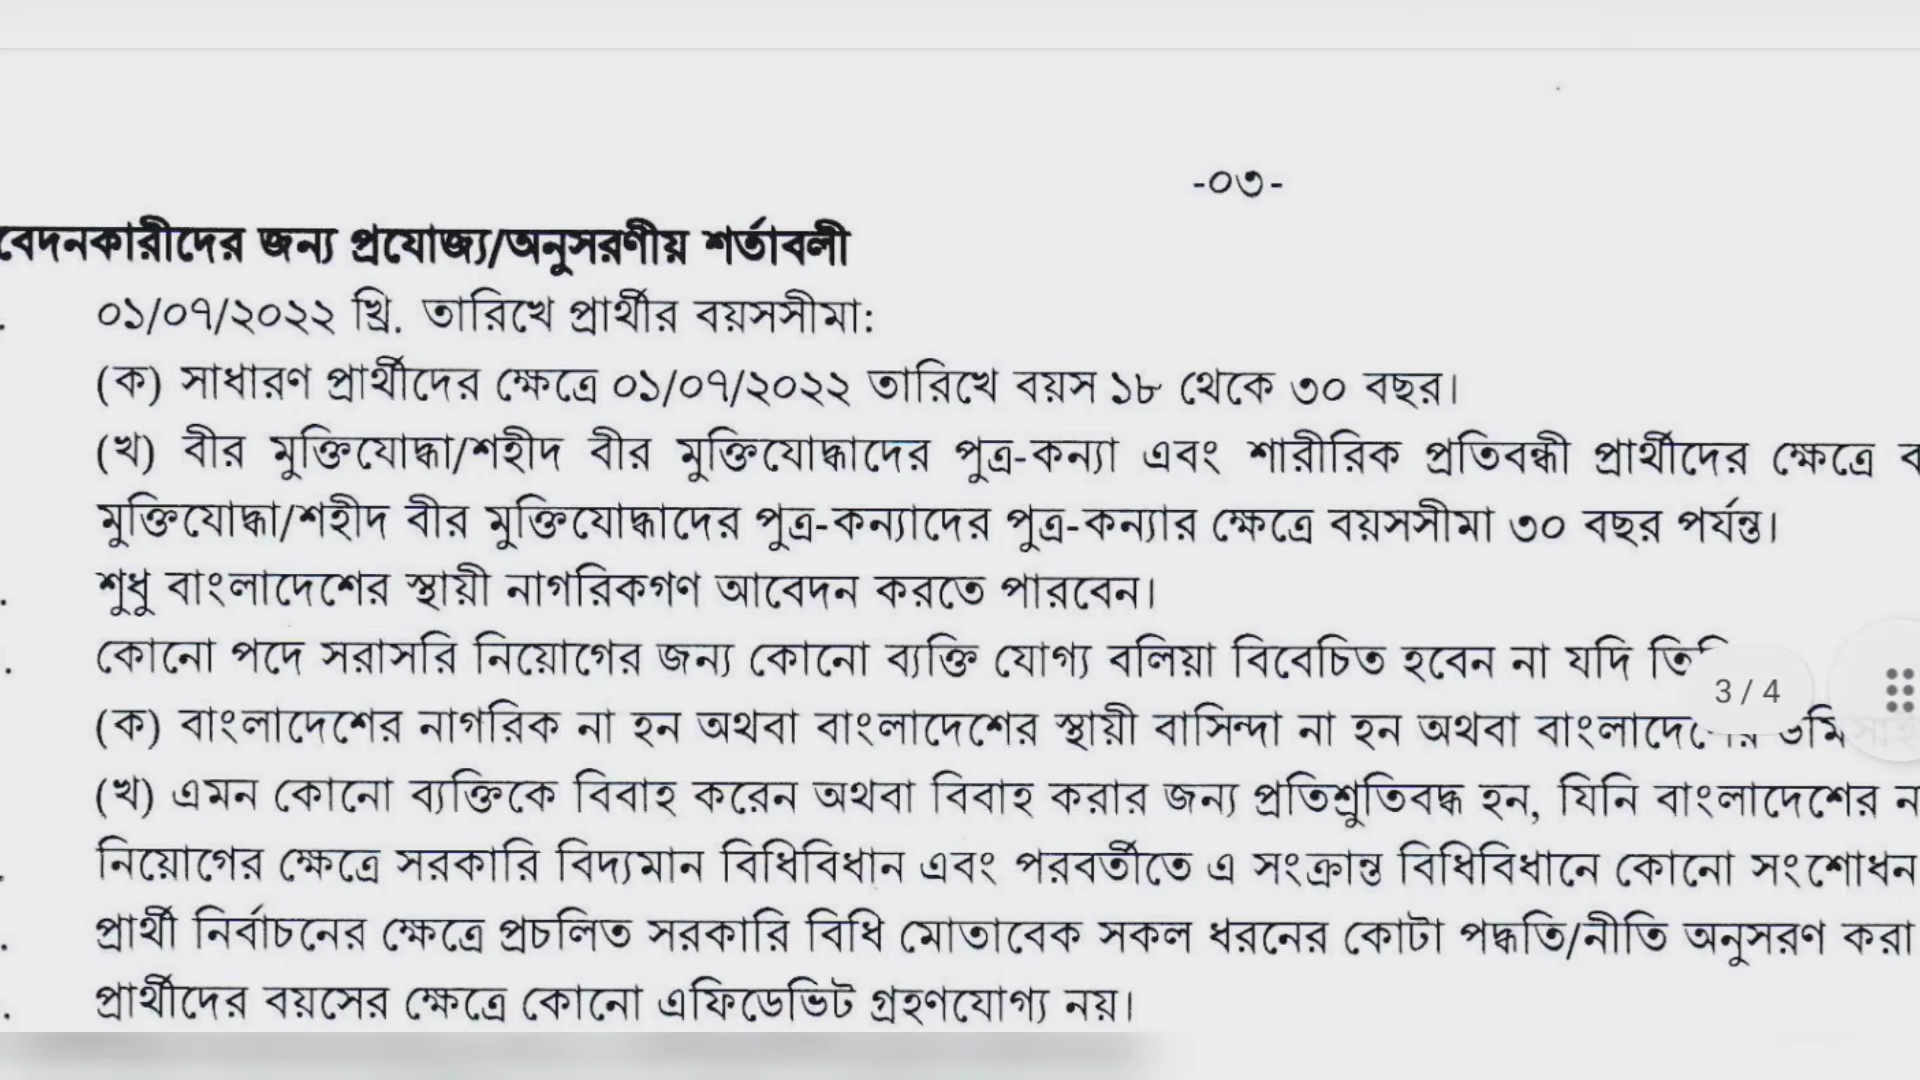 -০৩-
বেদনকারীদের জন্য প্রযোজ্য/অনুসরণীয় শর্তাবলী
০১/০৭/২০২২ খ্রি. তারিখে প্রার্থীর বয়সসীমা:
(ক) সাধারণ প্রার্থীদের ক্ষেত্রে ০১/০৭/২০২২ তারিখে বয়স ১৮ থেকে ৩০ বছর।
(খ) বীর মুক্তিযোদ্ধা/শহীদ বীর মুক্তিযোদ্ধাদের পুত্র-কন্যা এবং শারীরিক প্রতিবন্ধী প্রার্থীদের ক্ষেত্রে
মুক্তিযোদ্ধা/শহীদ বীর মুক্তিযোদ্ধাদের পুত্র-কন্যাদের পুত্র-কন্যার ক্ষেত্রে বয়সসীমা ৩০ বছর পর্যন্ত।
শুধু বাংলাদেশের স্থায়ী নাগরিকগণ আবেদন করতে পারবেন।
কোনো পদে সরাসরি নিয়োগের জন্য কোনো ব্যক্তি যোগ্য বলিয়া বিবেচিত হবেন না যদি
3 / 4
(ক) বাংলাদেশের নাগরিক না হন অথবা বাংলাদেশের স্থায়ী বাসিন্দা না হন অথবা
(খ) এমন কোনো ব্যক্তিকে বিবাহ করেন অথবা বিবাহ করার জন্য প্রতিশ্রুতিবদ্ধ হন, যিনি বাংলাদেশের
নিয়োগের ক্ষেত্রে সরকারি বিদ্যমান বিধিবিধান এবং পরবর্তীতে এ সংক্রান্ত বিধিবিধানে কোনো সংশোধন
প্রার্থী নির্বাচনের ক্ষেত্রে প্রচলিত সরকারি বিধি মোতাবেক সকল ধরনের কোটা পদ্ধতি/নীতি অনুসরণ করা
প্রার্থীদের বয়সের ক্ষেত্রে কোনো এফিডেভিট গ্রহণযোগ্য নয়।